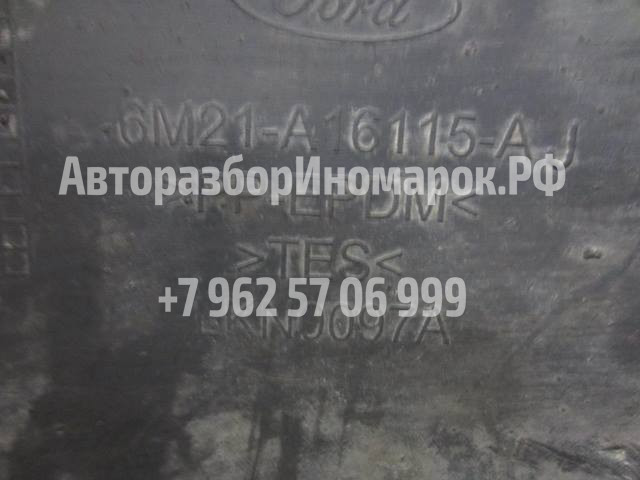 Ford
6M21-A16115-AJ
АвторазборИномарок.РФ
>PP-EPDM<
>TES<
+7 962 57 06 999